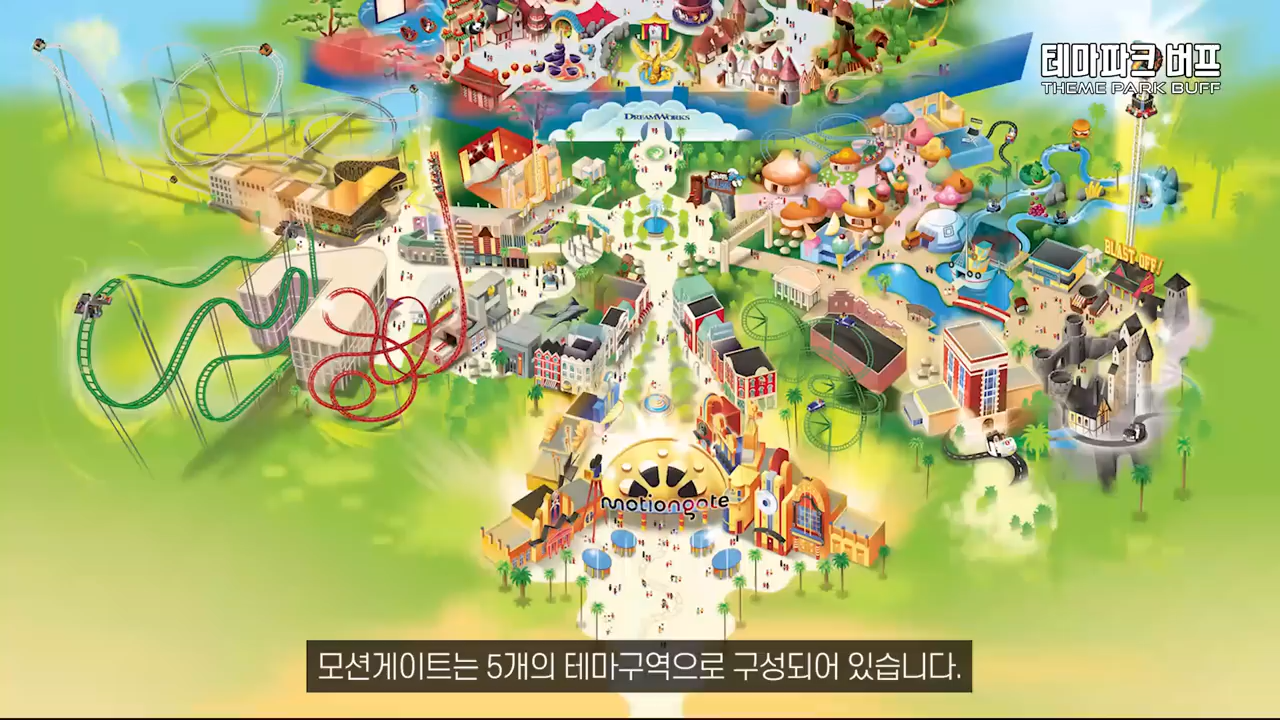 테마파크 버프
THEME PARK BUFF
DREAMWORKS
BLAST-OFF!
motiongate
모션게이트는 5개의 테마구역으로 구성되어 있습니다.